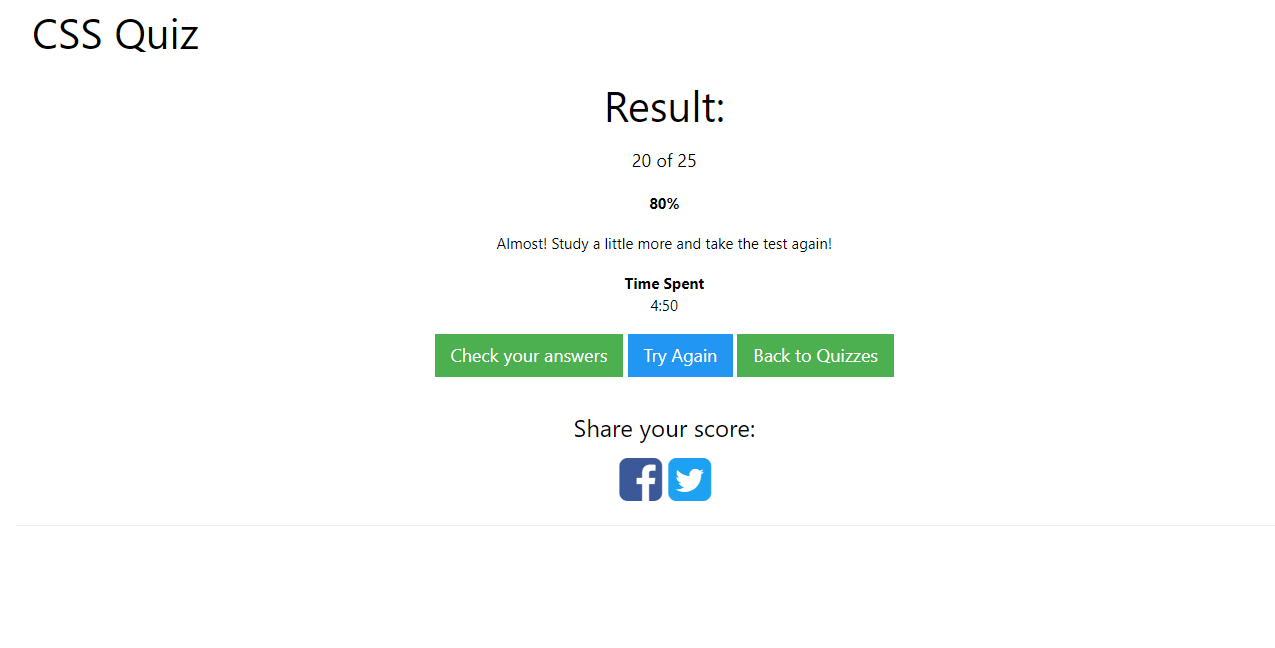 CSS Quiz
Result:
20 of 25
80%
Almost! Study a little more and take the test again!
Time Spent
4:50
Check your answers Try Again Back to Quizzes
Share your score: